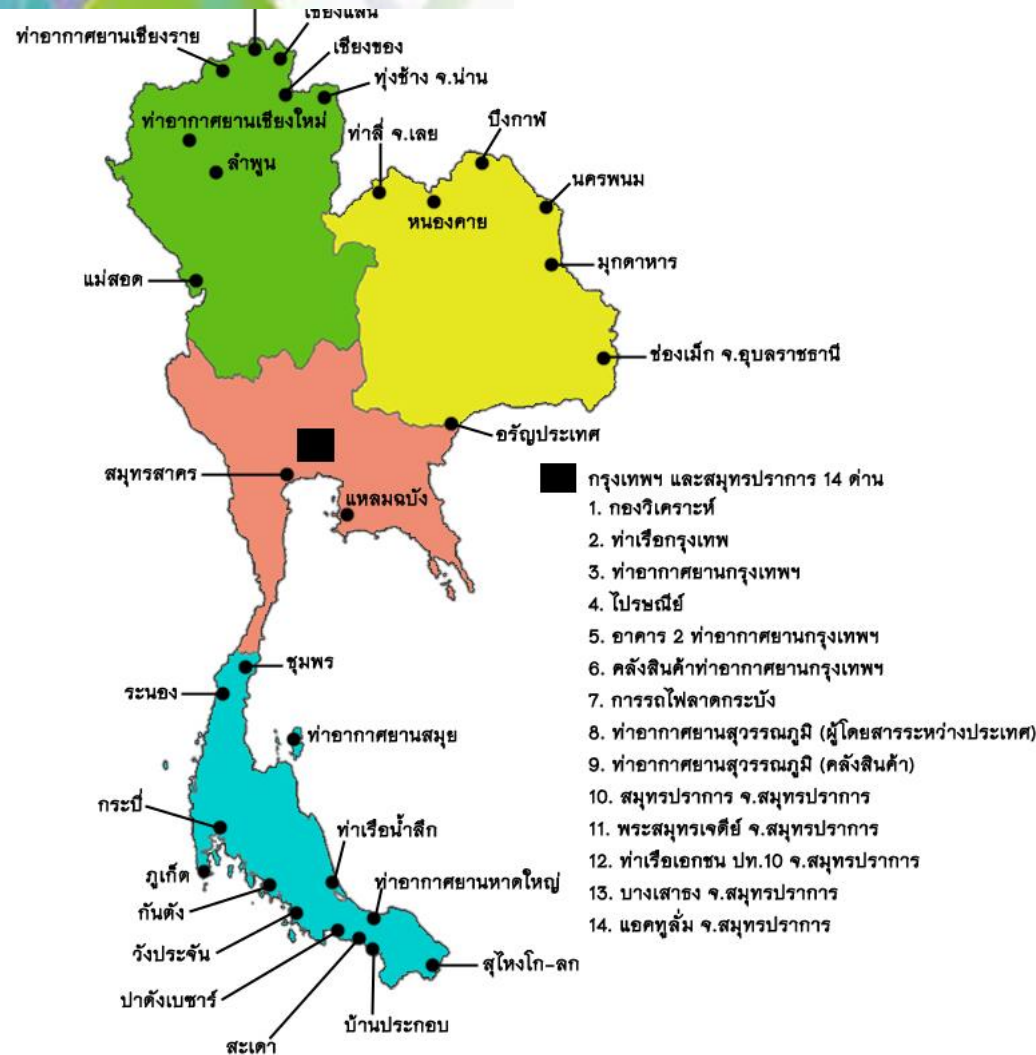 เชียงแสน
ท่าอากาศยานเชียงราย
เชียงของ
ทุ่งช้าง จ.น่าน
ท่าอากาศยานเชียงใหม่
ลำพูน
แม่สอด
ท่าลี่ จ.เลย
บึงกาฬ
หนองคาย
นครพนม
มุกดาหาร
ช่องเม็ก จ.อุบลราชธานี
อรัญประเทศ
สมุทรสาคร
แหลมฉบัง
กรุงเทพฯ และสมุทรปราการ 14 ด่าน
1. กองวิเคราะห์
2. ท่าเรือกรุงเทพ
3. ท่าอากาศยานกรุงเทพฯ
4. ไปรษณีย์
5. อาคาร 2 ท่าอากาศยานกรุงเทพฯ
6. คลังสินค้าท่าอากาศยานกรุงเทพฯ
7. การรถไฟลาดกระบัง
8. ท่าอากาศยานสุวรรณภูมิ (ผู้โดยสารระหว่างประเทศ)
9. ท่าอากาศยานสุวรรณภูมิ (คลังสินค้า)
10. สมุทรปราการ จ.สมุทรปราการ
11. พระสมุทรเจดีย์ จ.สมุทรปราการ
12. ท่าเรือเอกชน ปท.10 จ.สมุทรปราการ
13. บางเสาธง จ.สมุทรปราการ
14. แอคทูลั่ม จ.สมุทรปราการ
ชุมพร
ระนอง
ท่าอากาศยานสมุย
กระบี่
ท่าเรือน้ำลึก
ภูเก็ต
ท่าอากาศยานหาดใหญ่
กันตัง
วังประจัน
สุไหงโก-ลก
ปาดังเบซาร์
บ้านประกอบ
สะเดา